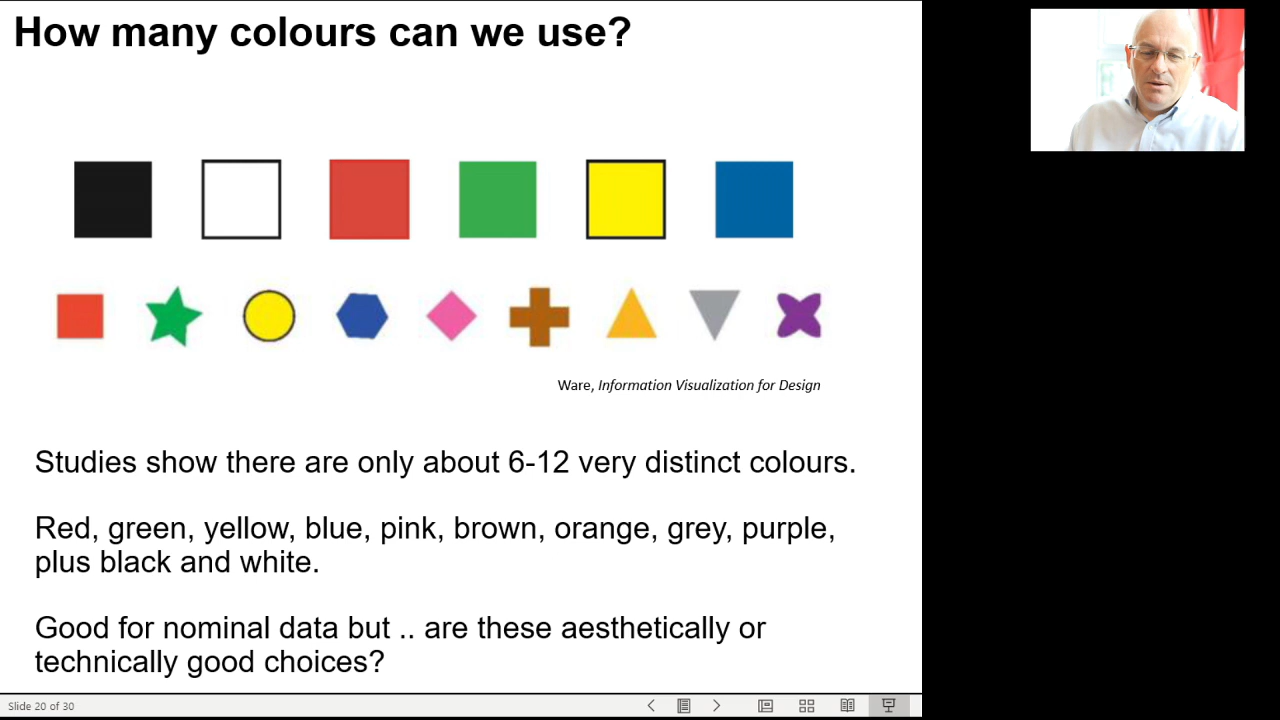 How many colours can we use?
Ware, Information Visualization for Design
Studies show there are only about 6-12 very distinct colours.
Red, green, yellow, blue, pink, brown, orange, grey, purple,
plus black and white.
Good for nominal data but .. are these aesthetically or
technically good choices?
Slide 20 of 30